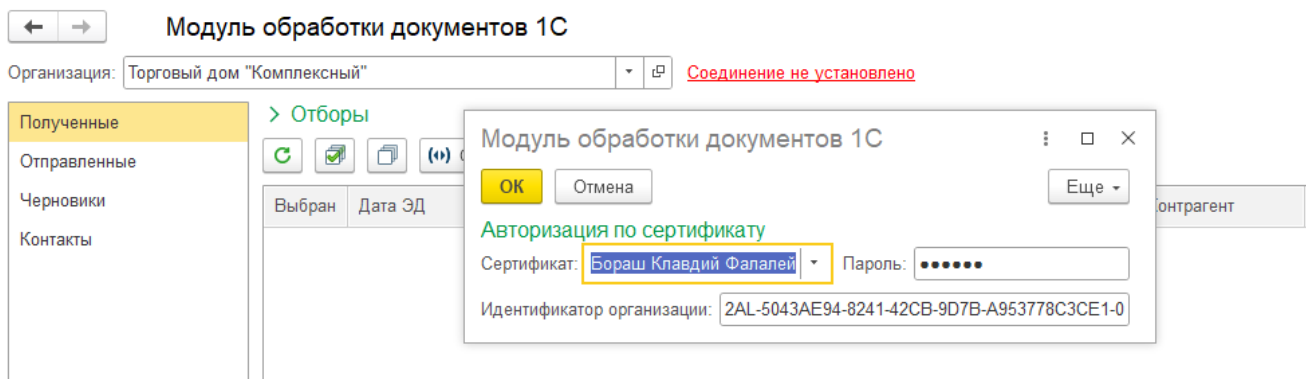 Модуль обработки документов 1С
Организация: Торговый дом "Комплексный" Соединение не установлено
Полученные
Отправленные
Черновики
Контакты
Отборы
Выбран Дата ЭД
Контрагент
Модуль обработки документов 1С
ОК Отмена Еще
Авторизация по сертификату
Сертификат: Бораш Клавдий Фалалей Пароль: ●●●●●●
Идентификатор организации: 2AL-5043AE94-8241-42CB-9D7B-A953778C3CE1-0